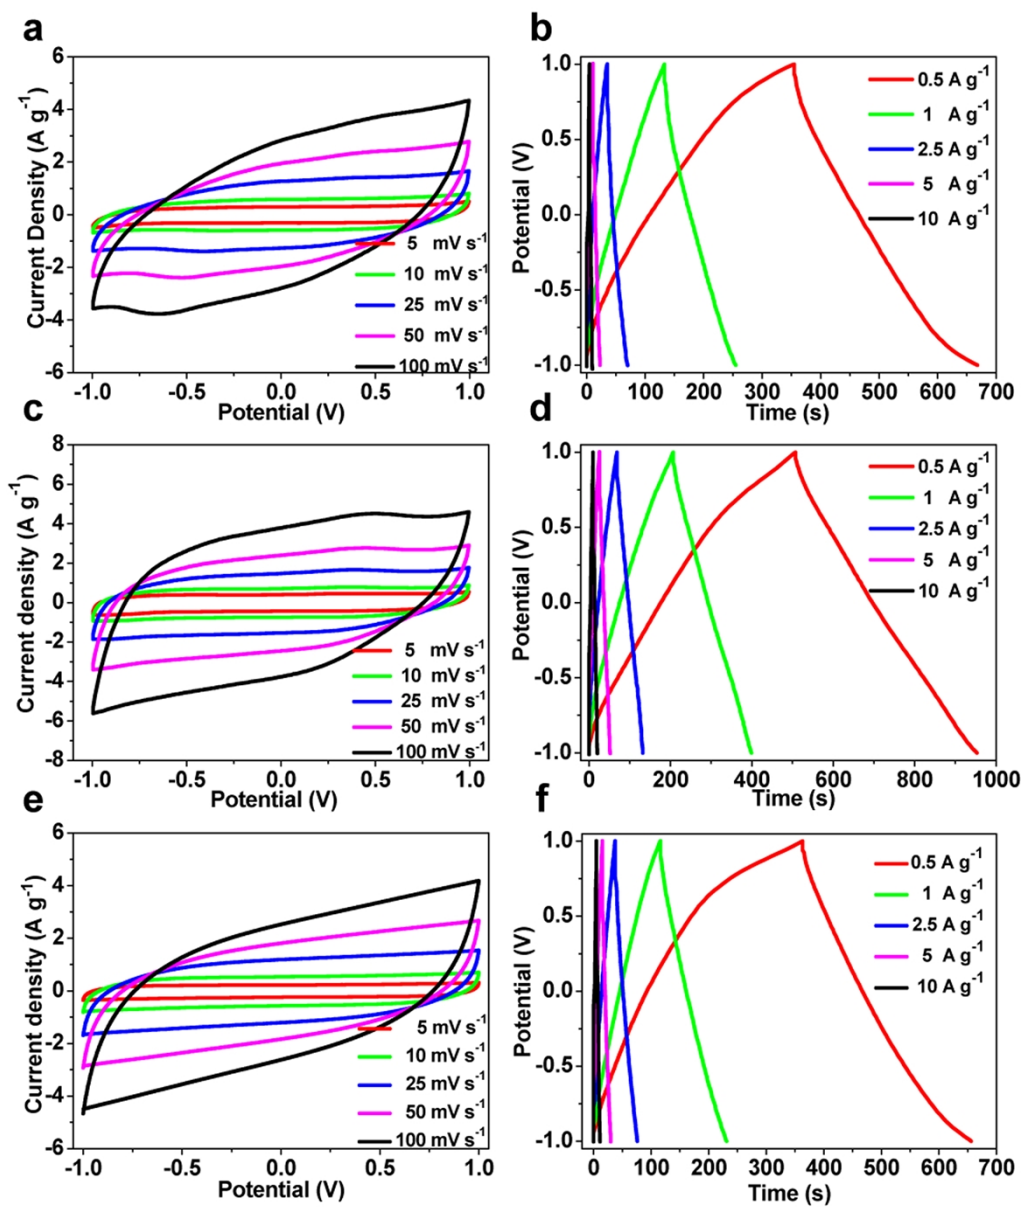 a
6
4
2
0
-2
-4
-6
Current Density (A g-1)
5 mV s-1
10 mV s-1
25 mV s-1
50 mV s-1
100 mV s-1
-1.0 -0.5 0.0 0.5 1.0
Potential (V)
b
1.0
0.5
0.0
-0.5
-1.0
Potential (V)
0.5 A g-1
1 A g-1
2.5 A g-1
5 A g-1
10 A g-1
0 100 200 300 400 500 600 700
Time (s)
c
8
6
4
2
0
-2
-4
-6
-8
Current density (A g-1)
5 mV s-1
10 mV s-1
25 mV s-1
50 mV s-1
100 mV s-1
-1.0 -0.5 0.0 0.5 1.0
Potential (V)
d
1.0
0.5
0.0
-0.5
-1.0
Potential (V)
0.5 A g-1
1 A g-1
2.5 A g-1
5 A g-1
10 A g-1
0 200 400 600 800 1000
Time (s)
e
6
4
2
0
-2
-4
-6
Current density (A g-1)
5 mV s-1
10 mV s-1
25 mV s-1
50 mV s-1
100 mV s-1
-1.0 -0.5 0.0 0.5 1.0
Potential (V)
f
1.0
0.5
0.0
-0.5
-1.0
Potential (V)
0.5 A g-1
1 A g-1
2.5 A g-1
5 A g-1
10 A g-1
0 100 200 300 400 500 600 700
Time (s)